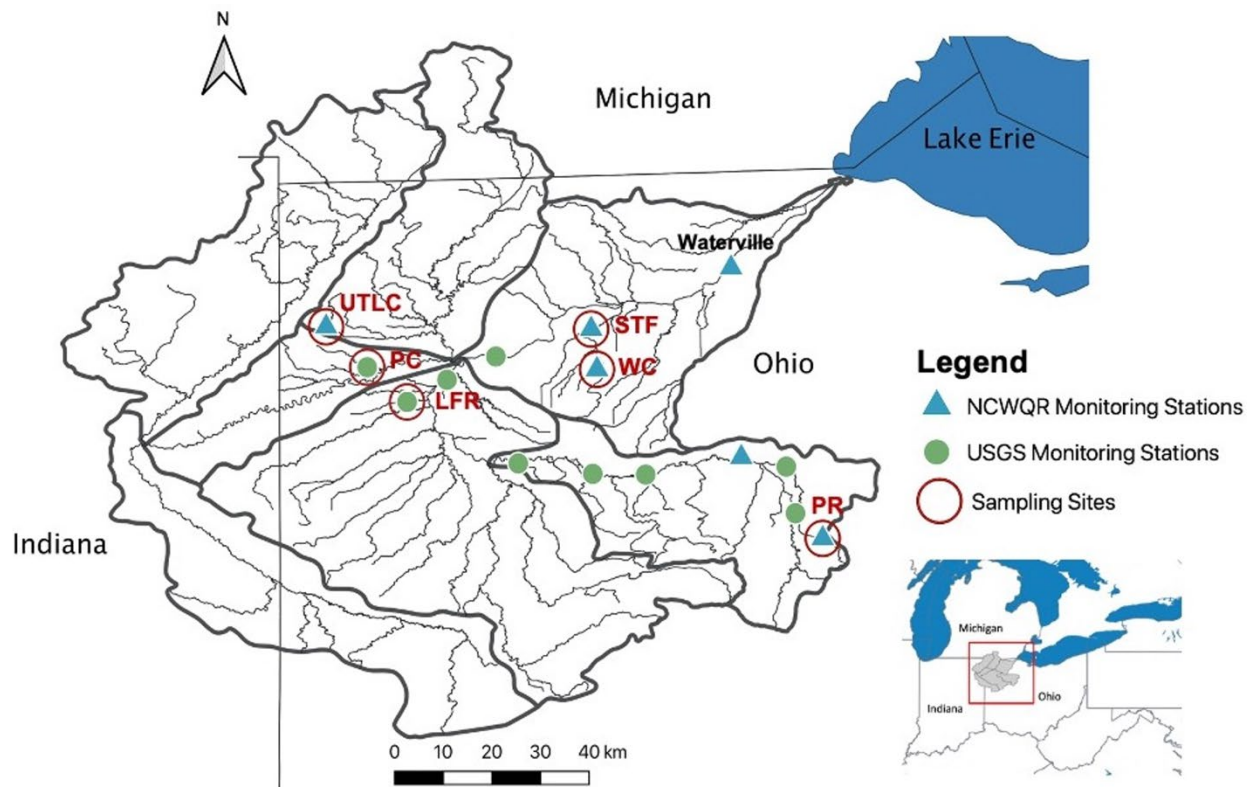 N
Michigan
Lake Erie
Waterville
UTLC
STF
PC
WC
Ohio
LFR
Legend
NCWQR Monitoring Stations
USGS Monitoring Stations
Sampling Sites
PR
Indiana
Michigan
Indiana
Ohio
0 10 20 30 40 km